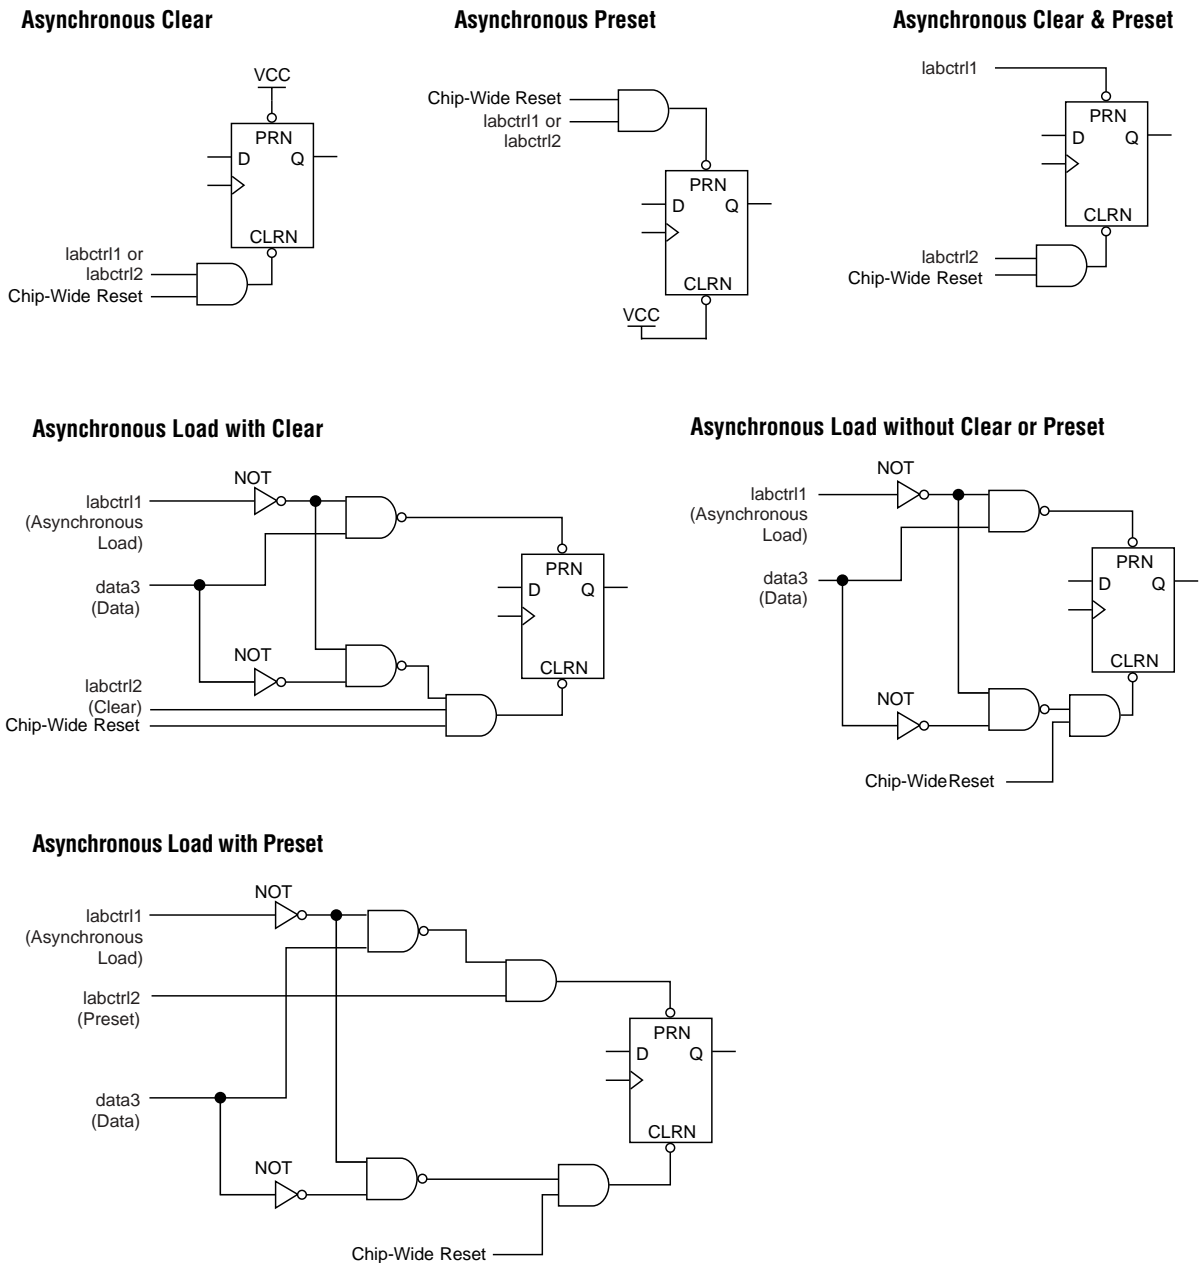 Asynchronous Clear
VCC
PRN
D
Q
CLRN
labctrl1 or
labctrl2
Chip-Wide Reset
Asynchronous Preset
Chip-Wide Reset
labctrl1 or
labctrl2
PRN
D
Q
CLRN
VCC
Asynchronous Clear & Preset
labctrl1
PRN
D
Q
CLRN
labctrl2
Chip-Wide Reset
Asynchronous Load with Clear
NOT
labctrl1
(Asynchronous
Load)
PRN
D
Q
data3
(Data)
NOT
CLRN
labctrl2
(Clear)
Chip-Wide Reset
Asynchronous Load without Clear or Preset
NOT
labctrl1
(Asynchronous
Load)
PRN
D
Q
data3
(Data)
CLRN
NOT
Chip-WideReset
Asynchronous Load with Preset
NOT
labctrl1
(Asynchronous
Load)
labctrl2
(Preset)
PRN
D
Q
data3
(Data)
CLRN
NOT
Chip-Wide Reset